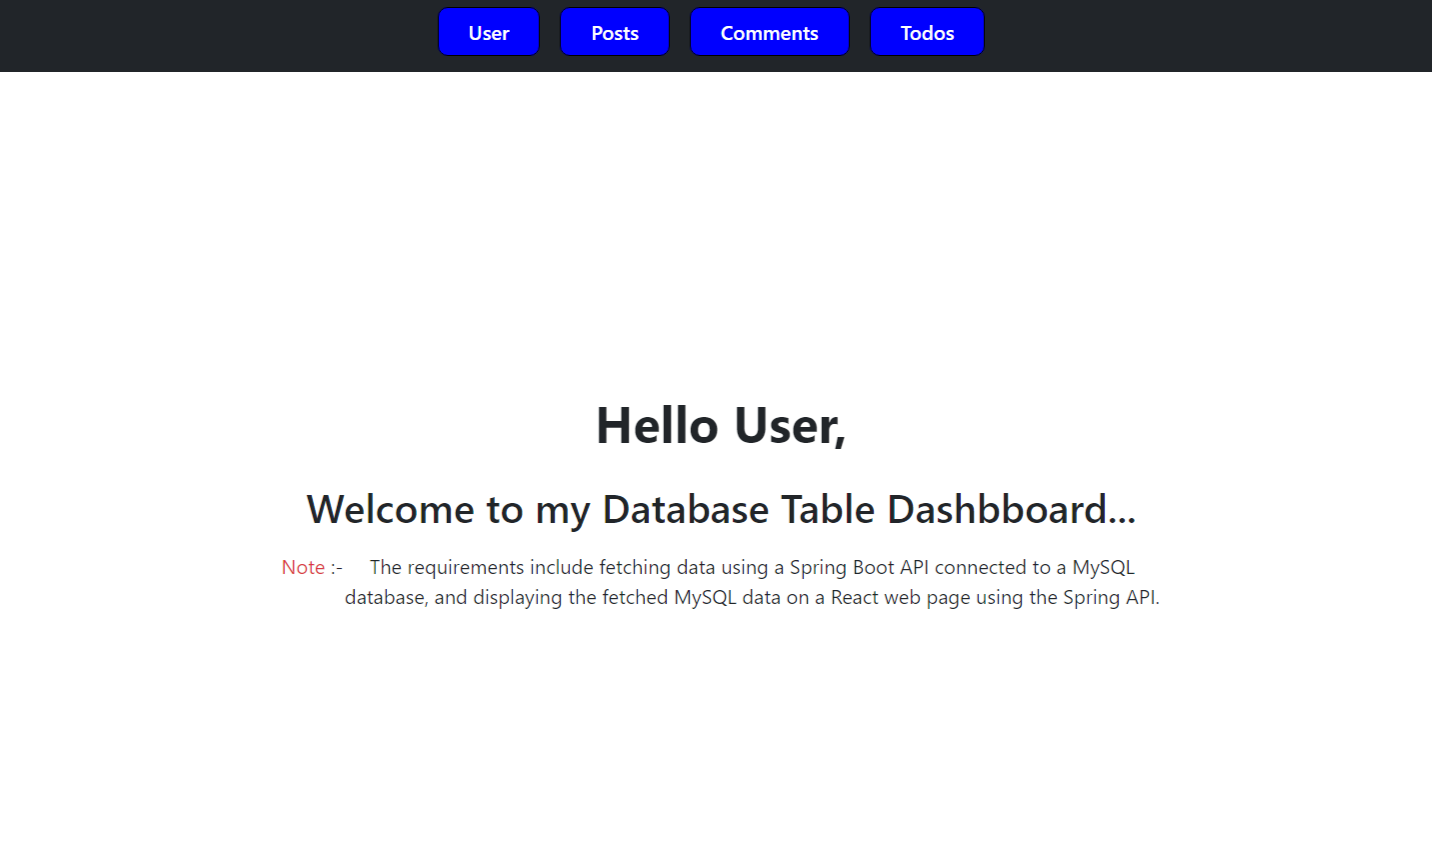 User Posts Comments Todos
Hello User,
Welcome to my Database Table Dashbboard...
Note :- The requirements include fetching data using a Spring Boot API connected to a MySQL
database, and displaying the fetched MySQL data on a React web page using the Spring API.